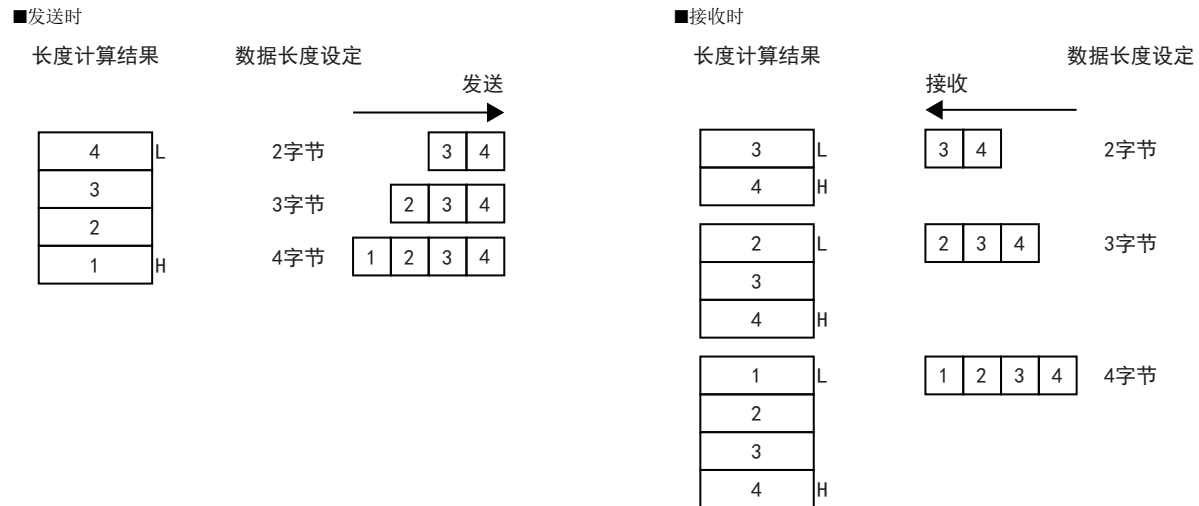 ■发送时
长度计算结果 数据长度设定
发送
4 L 2字节 3 4
3
3字节 2 3 4
2
1 H 4字节 1 2 3 4
■接收时
长度计算结果 数据长度设定
接收
3 L 3 4 2字节
4 H
2 L 2 3 4 3字节
3
4 H
1 L 1 2 3 4 4字节
2
3
4 H